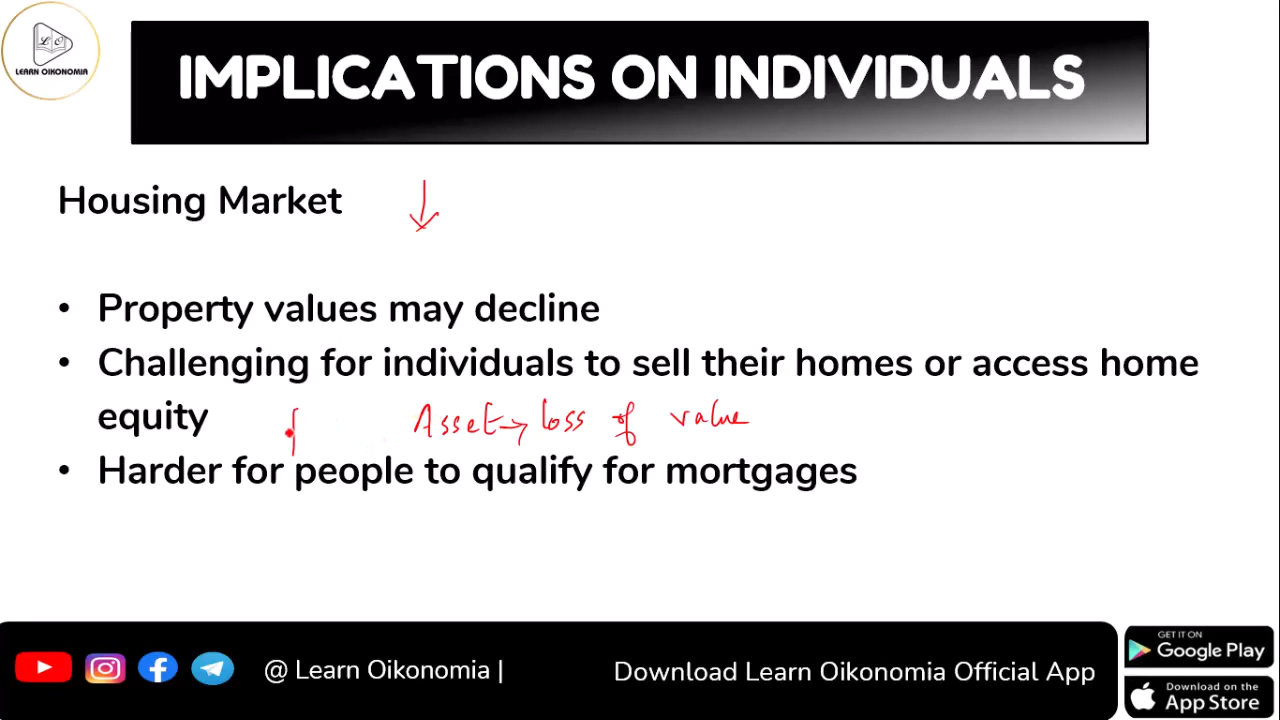 LO
LEARN OIKONOMIA
IMPLICATIONS ON INDIVIDUALS
Housing Market ↓
• Property values may decline
• Challenging for individuals to sell their homes or access home
equity
Asset → loss of value
• Harder for people to qualify for mortgages
@ Learn Oikonomia |
Download Learn Oikonomia Official App
GET IT ON
Google Play
Download on the
App Store